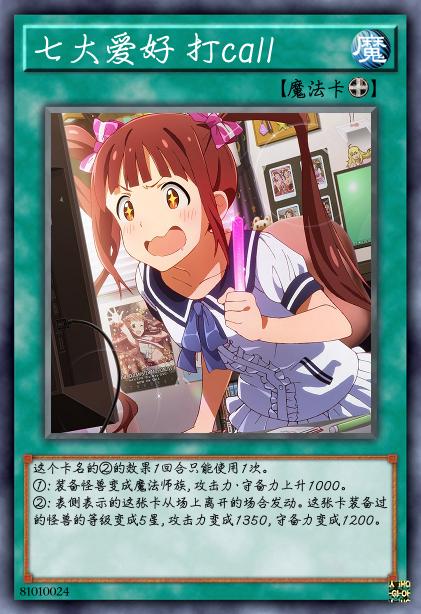 七大爱好 打call
魔
【魔法卡】
这个卡名的②的效果1回合只能使用1次。
①：装备怪兽变成魔法师族，攻击力·守备力上升1000。
②：表侧表示的这张卡从场上离开的场合发动。这张卡装备过
的怪兽的等级变成5星，攻击力变成1350，守备力变成1200。
81010024